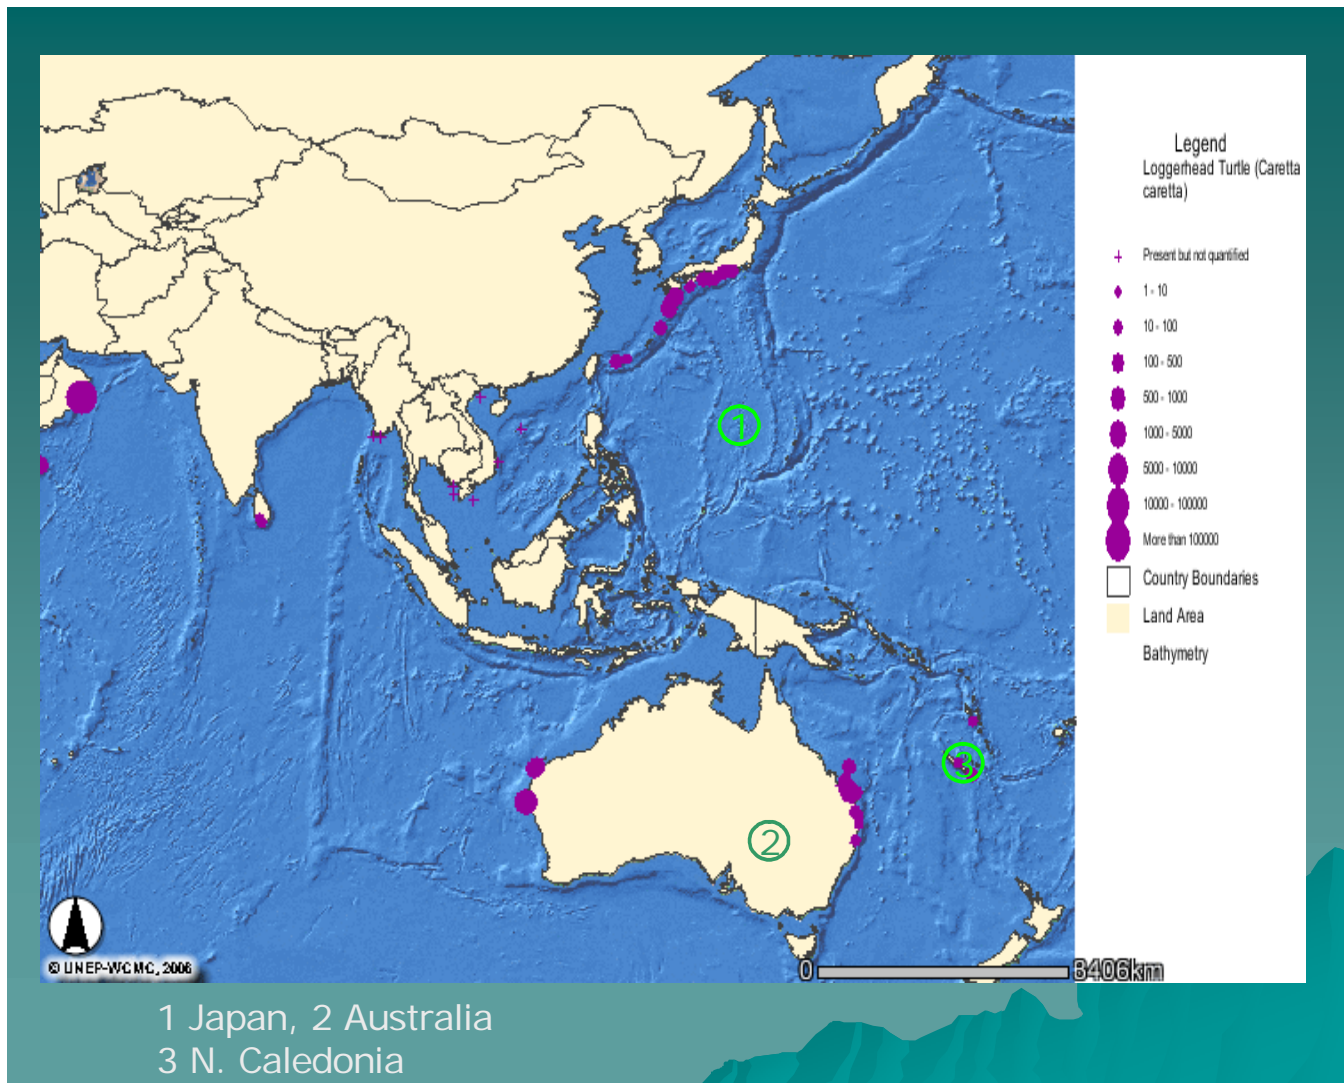 Legend
Loggerhead Turtle (Caretta
caretta)
Present but not quantified
1 - 10
10 - 100
100 - 500
500 - 1000
1000 - 5000
5000 - 10000
10000 - 100000
More than 100000
Country Boundaries
Land Area
Bathymetry
1
3
2
© UNEP-WCMC, 2006
0 8406km
1 Japan, 2 Australia
3 N. Caledonia